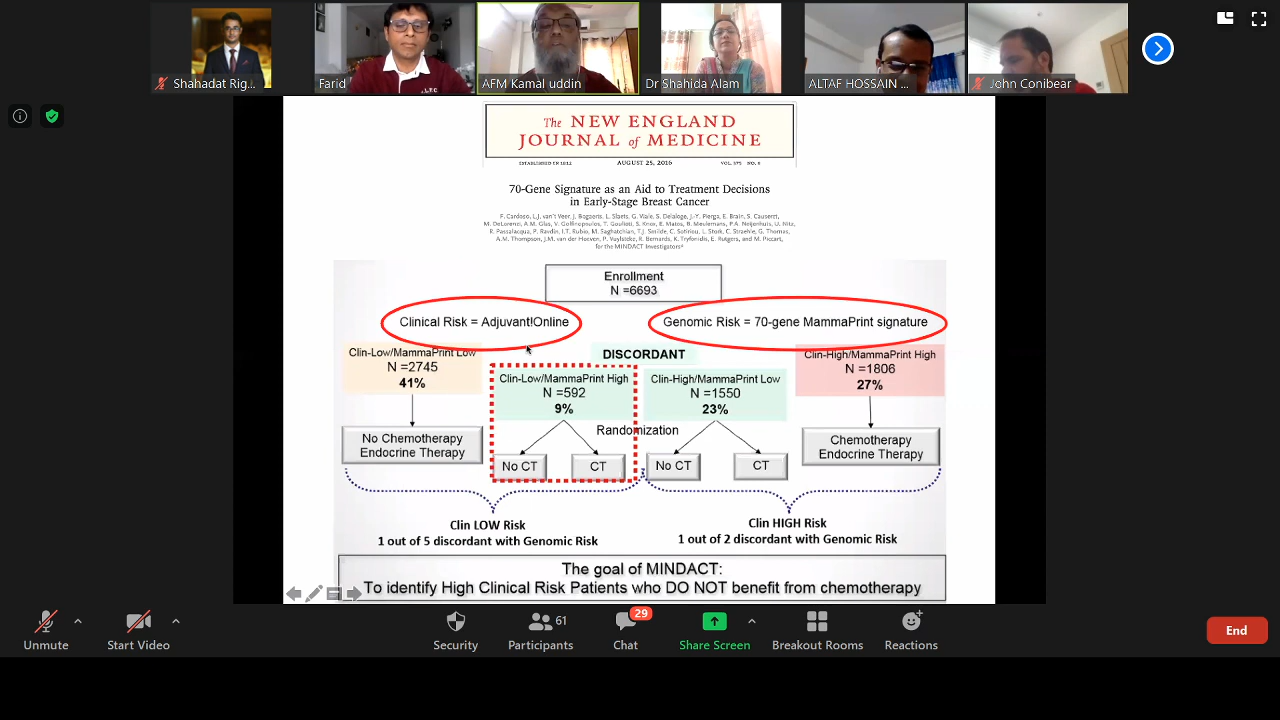 Shahadat Rig...
Farid
AFM Kamal uddin
Dr Shahida Alam
ALTAF HOSSAIN ...
John Conibear
The NEW ENGLAND
JOURNAL of MEDICINE
ESTABLISHED IN 1812
AUGUST 25, 2016
VOL. 375 NO. 8
70-Gene Signature as an Aid to Treatment Decisions
in Early-Stage Breast Cancer
F. Cardoso, L.J. van't Veer, J. Bogaerts, L. Slaets, G. Viale, S. Delaloge, J.-Y. Pierga, E. Brain, S. Causeret,
M. DeLorenzi, A.M. Glas, V. Golfinopoulos, T. Goulioti, S. Knox, E. Matos, B. Meulemans, P.A. Neijenhuis, U. Nitz,
R. Passalacqua, P. Ravdin, I.T. Rubio, M. Saghatchian, T.J. Smilde, C. Sotiriou, L. Stork, C. Straehle, G. Thomas,
A.M. Thompson, J.M. van der Hoeven, P. Vuylsteke, R. Bernards, K. Tryfonidis, E. Rutgers, and M. Piccart,
for the MINDACT Investigators*
Enrollment
N =6693
Clinical Risk = Adjuvant!Online
Genomic Risk = 70-gene MammaPrint signature
DISCORDANT
Clin-Low/MammaPrint Low
N =2745
41%
Clin-Low/MammaPrint High
N =592
9%
Clin-High/MammaPrint Low
N =1550
23%
Clin-High/MammaPrint High
N =1806
27%
Randomization
No Chemotherapy
Endocrine Therapy
No CT
CT
No CT
CT
Chemotherapy
Endocrine Therapy
Clin LOW Risk
1 out of 5 discordant with Genomic Risk
Clin HIGH Risk
1 out of 2 discordant with Genomic Risk
The goal of MINDACT:
To identify High Clinical Risk Patients who DO NOT benefit from chemotherapy
Unmute
Start Video
Security
Participants
61
Chat
29
Share Screen
Breakout Rooms
Reactions
End